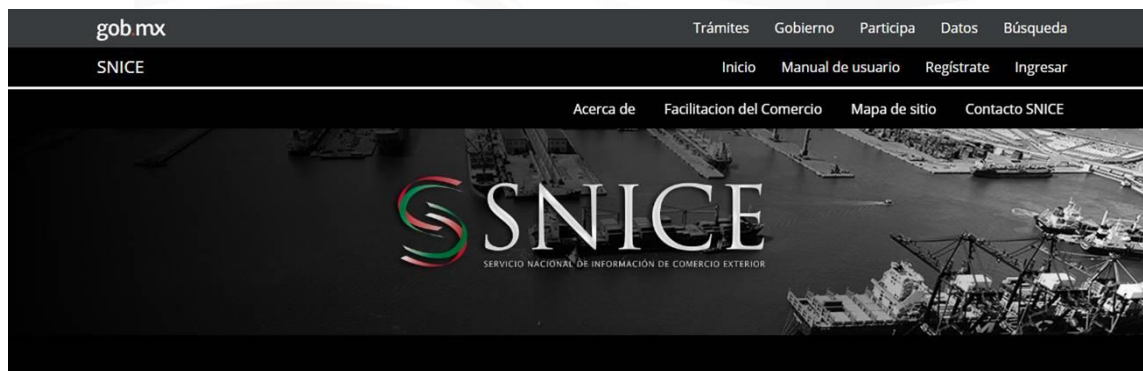 gob.mx
Trámites Gobierno Participa Datos Búsqueda
SNICE
Inicio Manual de usuario Regístrate Ingresar
Acerca de Facilitacion del Comercio Mapa de sitio Contacto SNICE
SNICE
SERVICIO NACIONAL DE INFORMACIÓN DE COMERCIO EXTERIOR